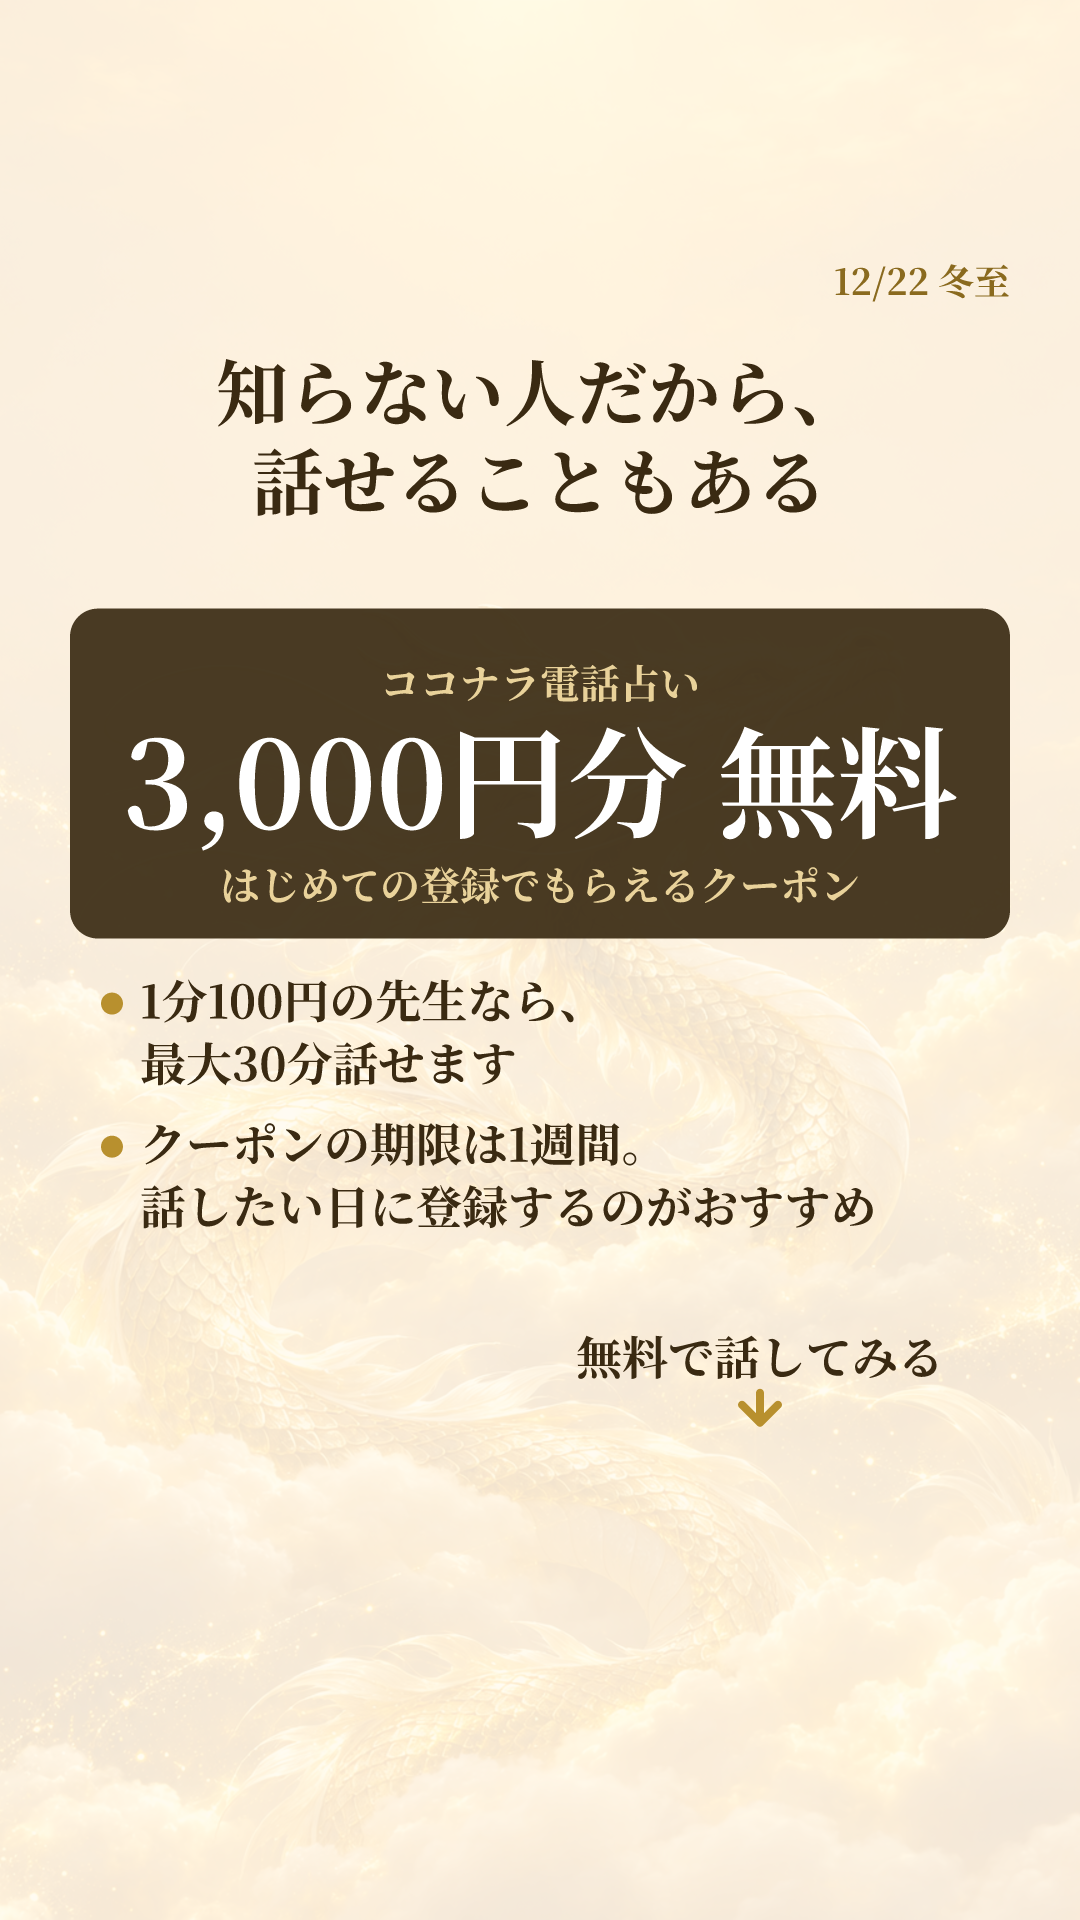 12/22 冬至
知らない人だから、
話せることもある
ココナラ電話占い
3,000円分 無料
はじめての登録でもらえるクーポン
1分100円の先生なら、
最大30分話せます
クーポンの期限は1週間。
話したい日に登録するのがおすすめ
無料で話してみる